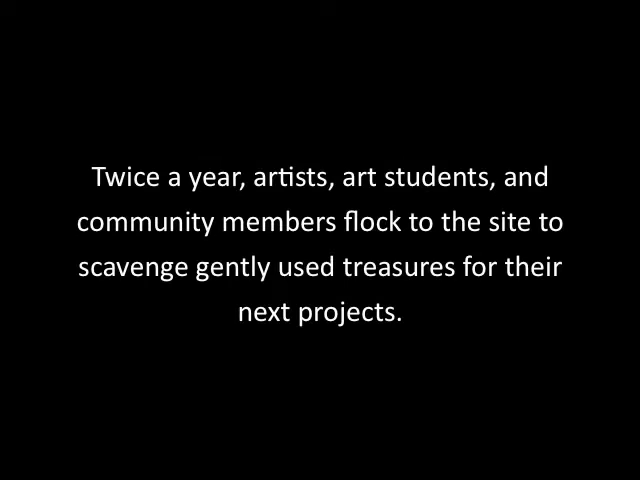 Twice a year, artists, art students, and
community members flock to the site to
scavenge gently used treasures for their
next projects.